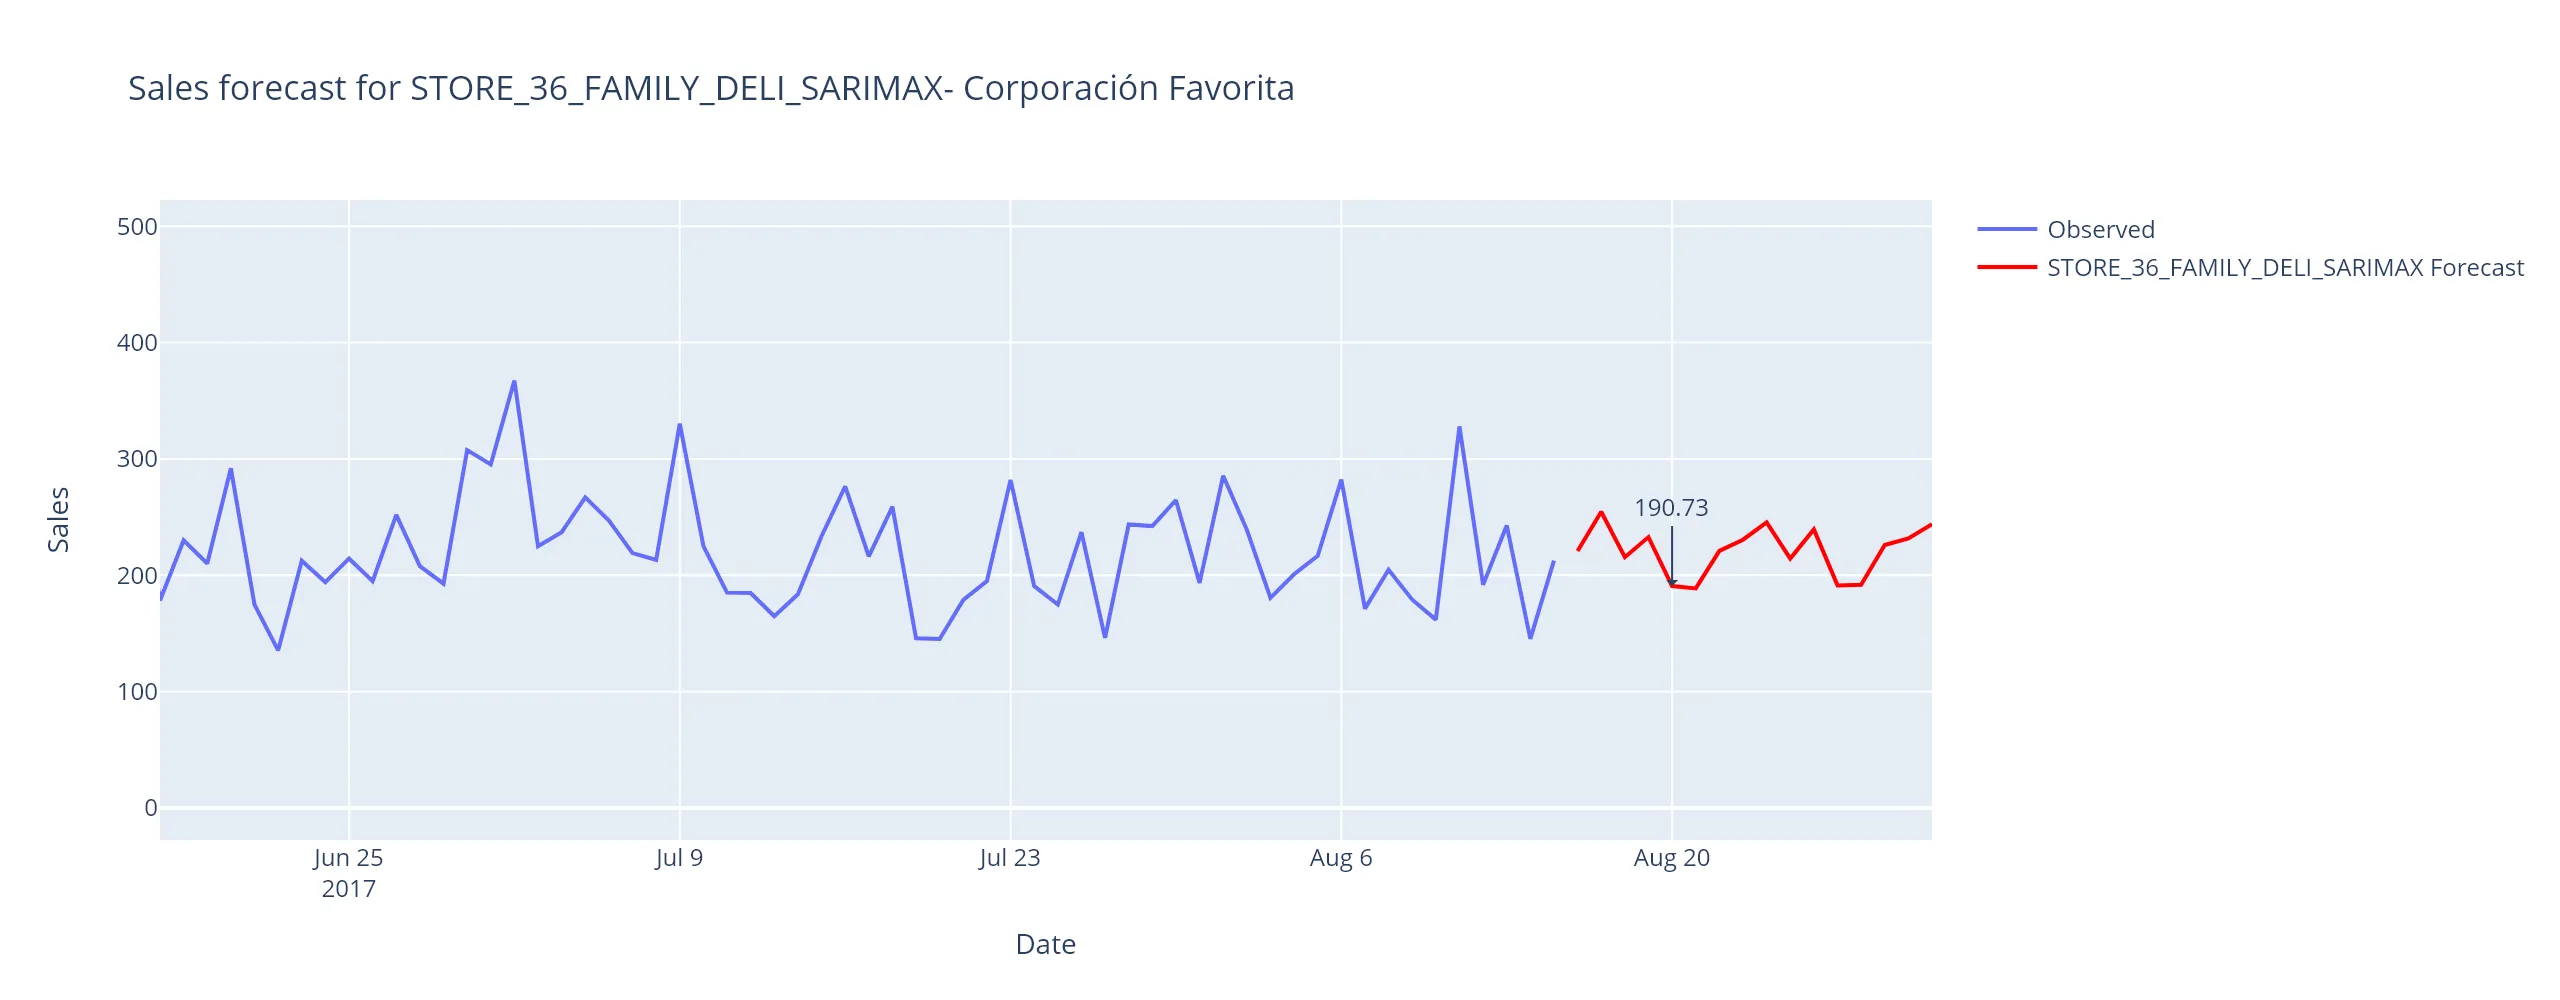 Sales forecast for STORE_36_FAMILY_DELI_SARIMAX- Corporación Favorita
500
400
300
200
100
0
Sales
190.73
Jun 25
2017
Jul 9
Jul 23
Aug 6
Aug 20
Date
Observed
STORE_36_FAMILY_DELI_SARIMAX Forecast